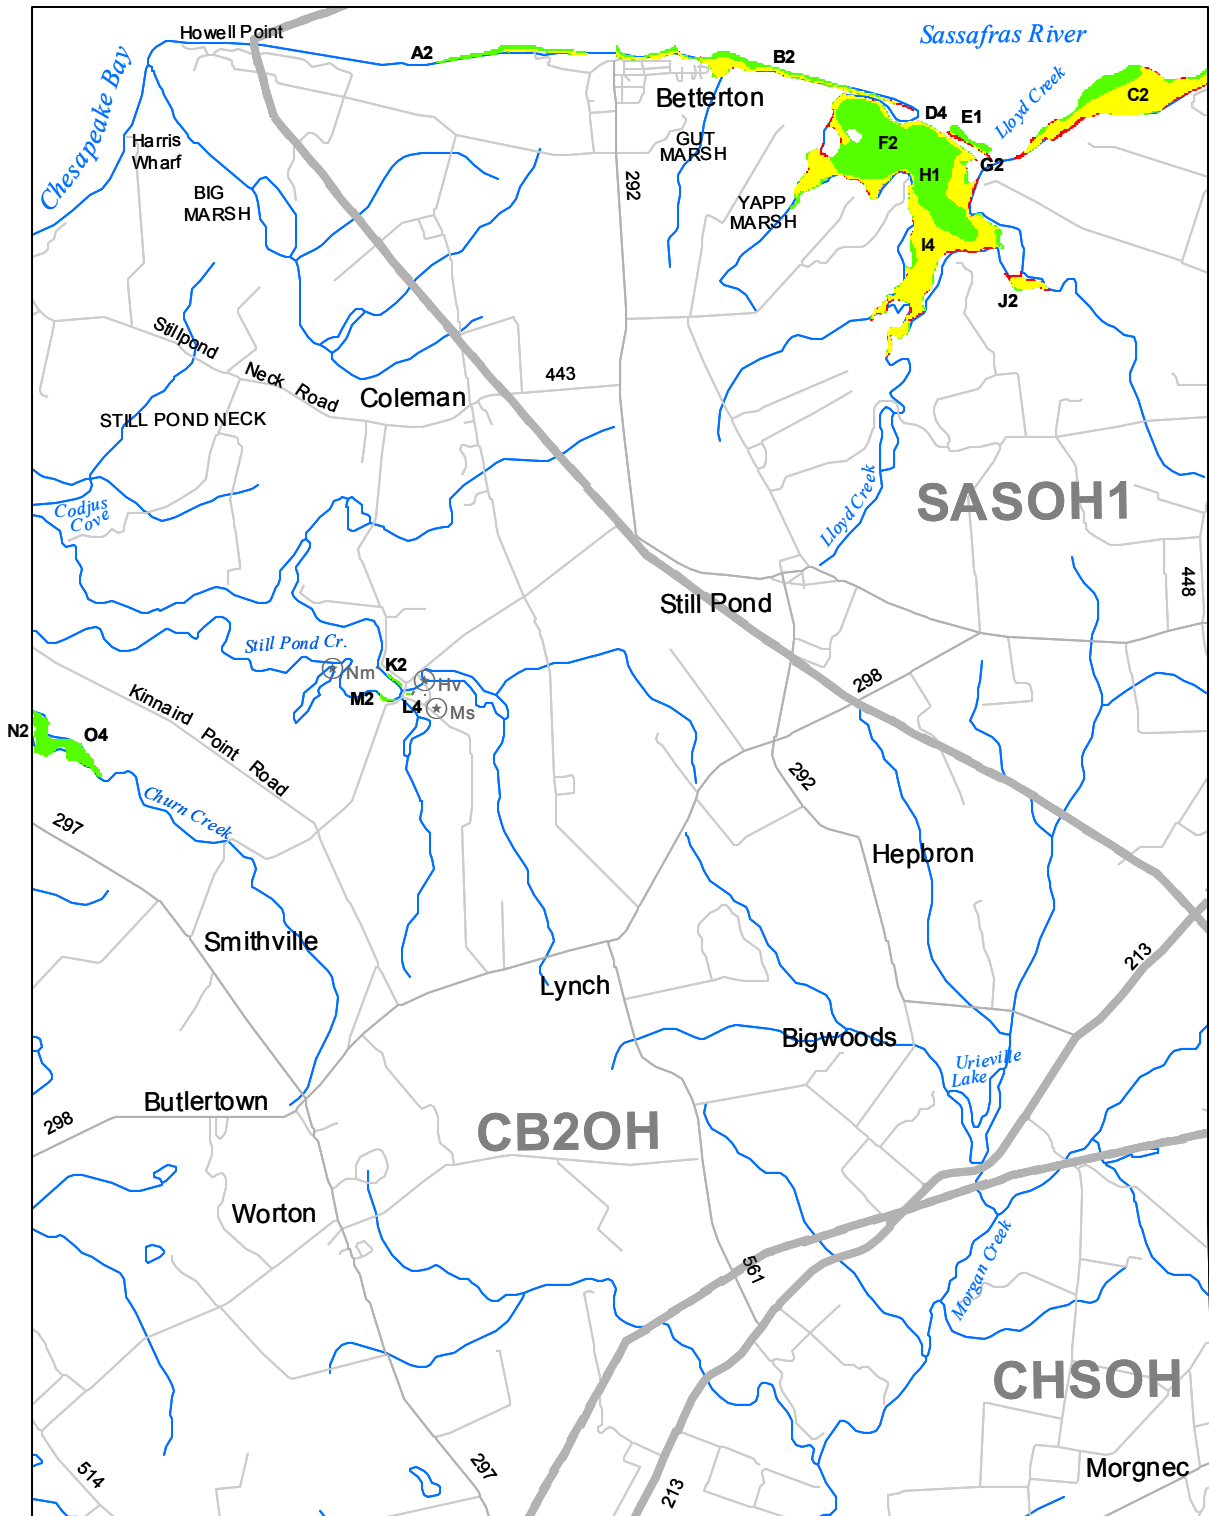 Howell Point
Sassafras River
A2
B2
Chesapeake Bay
Betterton
Lloyd Creek
C2
D4
E1
Harris
Wharf
GUT
MARSH
F2
G2
H1
292
BIG
MARSH
YAPP
MARSH
I4
J2
Stillpond
Neck Road
443
Coleman
STILL POND NECK
Lloyd Creek
SASOH1
Codjus
Cove
448
Still Pond
Still Pond Cr.
K2
Nm
Hv
M2
L4
Ms
298
Kinnaird Point Road
N2
O4
292
Churn Creek
297
Hepbron
Smithville
213
Lynch
Bigwoods
Urieville
Lake
Butlertown
298
CB2OH
Worton
561
Morgan Creek
CHSOH
Morgnec
514
297
213